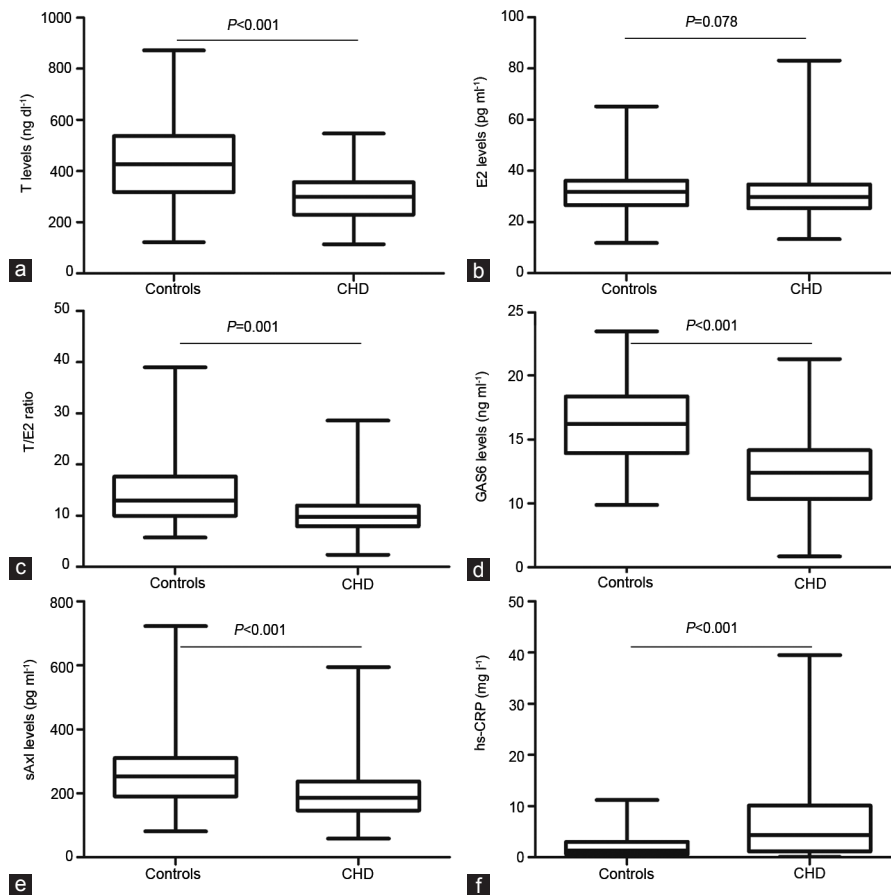 1000
800
600
400
200
0
T levels (ng dl⁻¹)
P<0.001
Controls
CHD
a
100
80
60
40
20
0
E2 levels (pg ml⁻¹)
P=0.078
Controls
CHD
b
50
40
30
20
10
0
T/E2 ratio
P=0.001
Controls
CHD
c
25
20
15
10
0
GAS6 levels (ng ml⁻¹)
P<0.001
Controls
CHD
d
800
600
400
200
0
sAxl levels (pg ml⁻¹)
P<0.001
Controls
CHD
e
50
40
30
20
10
0
hs-CRP (mg l⁻¹)
P<0.001
Controls
CHD
f